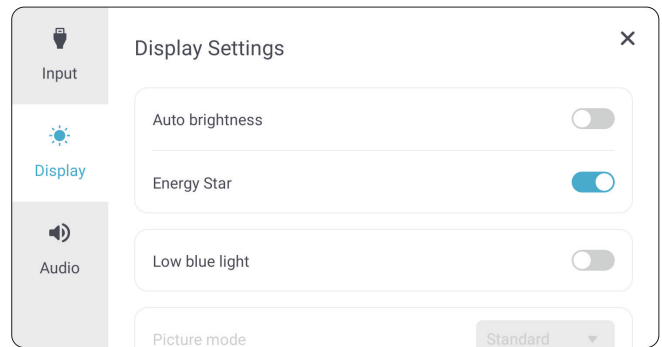 Input
Display Settings
Auto brightness
Display
Energy Star
Low blue light
Audio
Picture mode
Standard